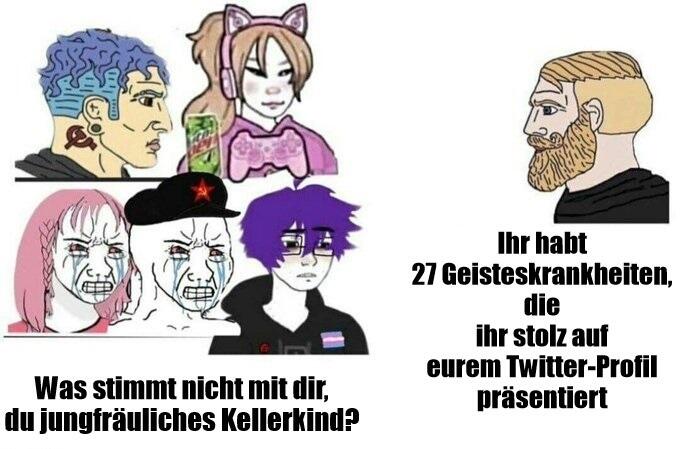 Was stimmt nicht mit dir,
du jungfräuliches Kellerkind?
Ihr habt
27 Geisteskrankheiten,
die
ihr stolz auf
eurem Twitter-Profil
präsentiert